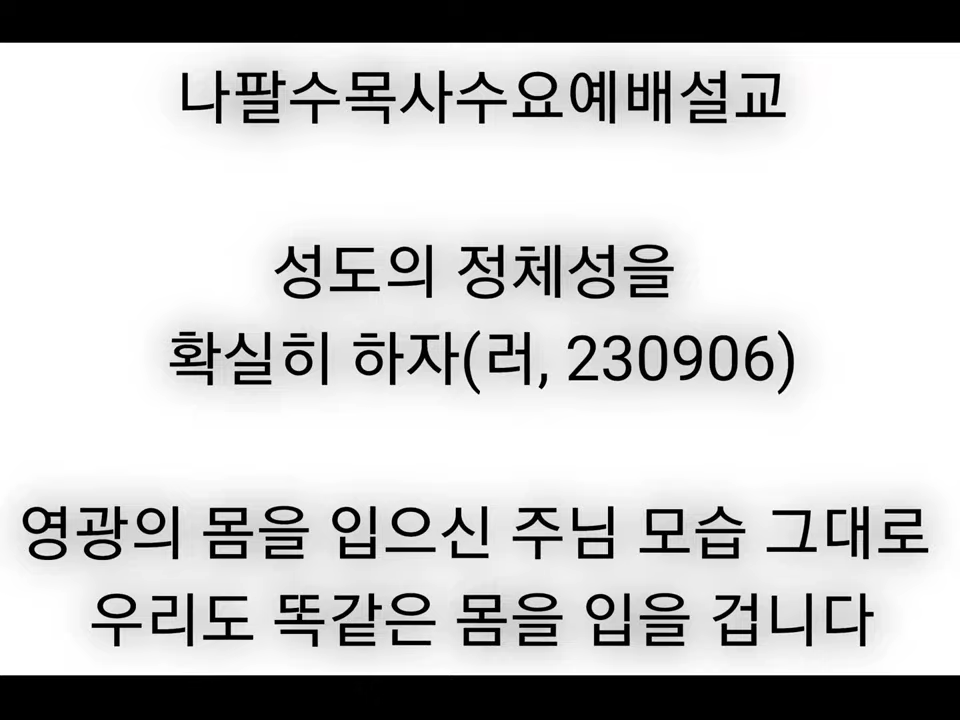 나팔수목사수요예배설교
성도의 정체성을
확실히 하자(러, 230906)
영광의 몸을 입으신 주님 모습 그대로
우리도 똑같은 몸을 입을 겁니다